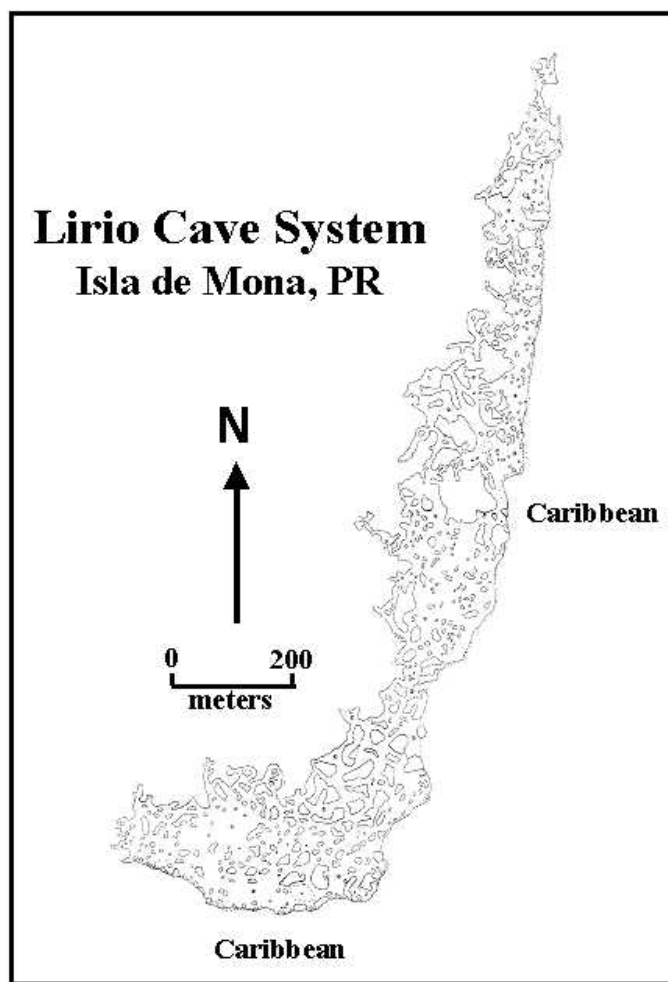 Lirio Cave System
Isla de Mona, PR
N
Caribbean
0 200
meters
Caribbean